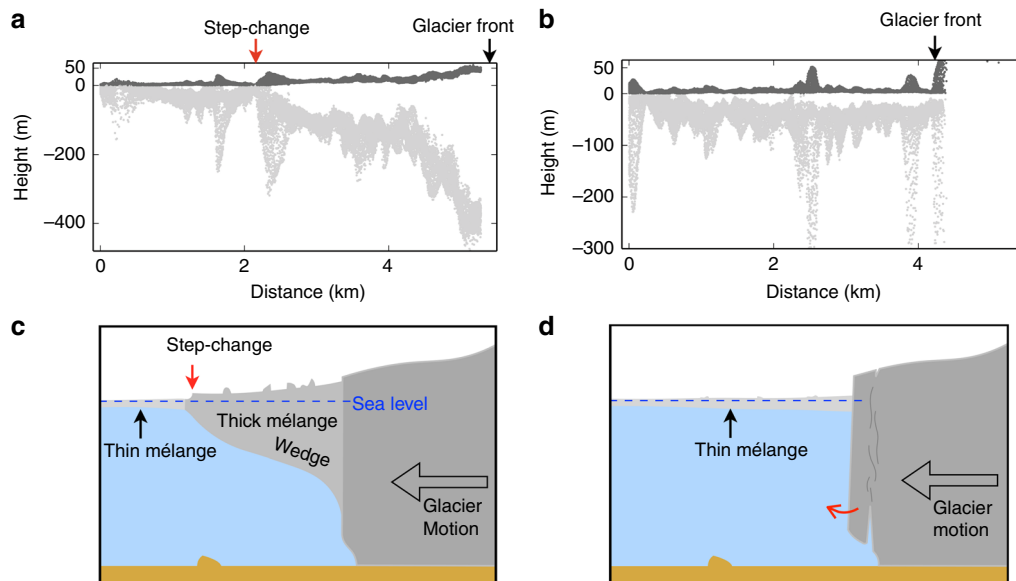 a
Step-change
Glacier front
50
0
−200
−400
Height (m)
0
2
4
Distance (km)
b
Glacier front
50
0
−100
−200
−300
Height (m)
0
2
4
Distance (km)
c
Step-change
Sea level
Thick mélange
Wedge
Thin mélange
Glacier
Motion
d
Thin mélange
Glacier
motion